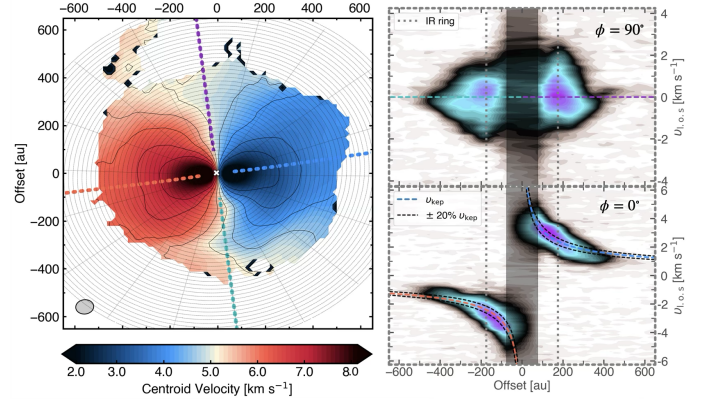 −600 −400 −200 0 200 400 600
600
400
200
0
−200
−400
−600
Offset [au]
2.0 3.0 4.0 5.0 6.0 7.0 8.0
Centroid Velocity [km s⁻¹]
IR ring
ϕ = 90°
4
2
0
−2
−4
υl.o.s [km s⁻¹]
υkep
± 20% υkep
ϕ = 0°
6
4
2
0
−2
−4
−6
υl.o.s [km s⁻¹]
−600 −400 −200 0 200 400 600
Offset [au]